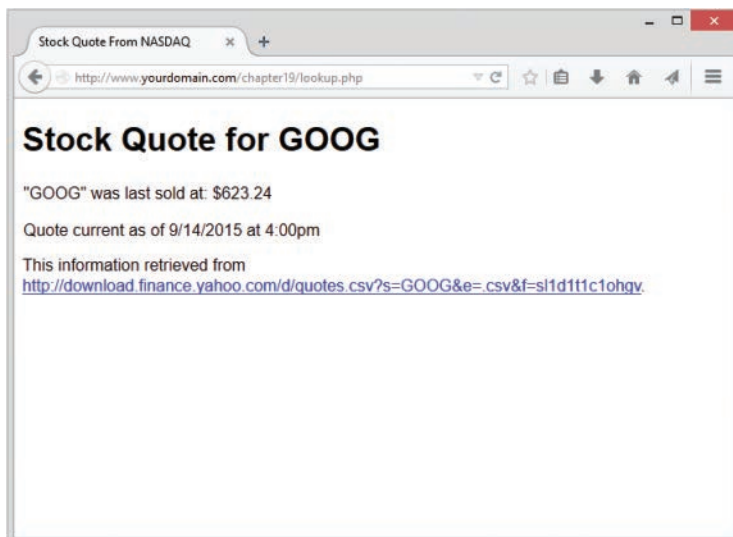 Stock Quote From NASDAQ
http://www.yourdomain.com/chapter19/lookup.php
Stock Quote for GOOG
"GOOG" was last sold at: $623.24
Quote current as of 9/14/2015 at 4:00pm
This information retrieved from
http://download.finance.yahoo.com/d/quotes.csv?s=GOOG&e=.csv&f=sl1d1t1c1ohgv.